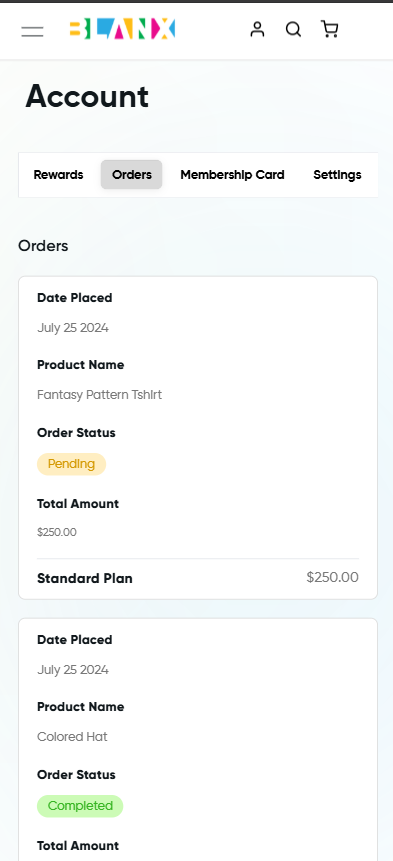 BLANX
Account
Rewards Orders Membership Card Settings
Orders
Date Placed
July 25 2024
Product Name
Fantasy Pattern Tshirt
Order Status
Pending
Total Amount
$250.00
Standard Plan $250.00
Date Placed
July 25 2024
Product Name
Colored Hat
Order Status
Completed
Total Amount